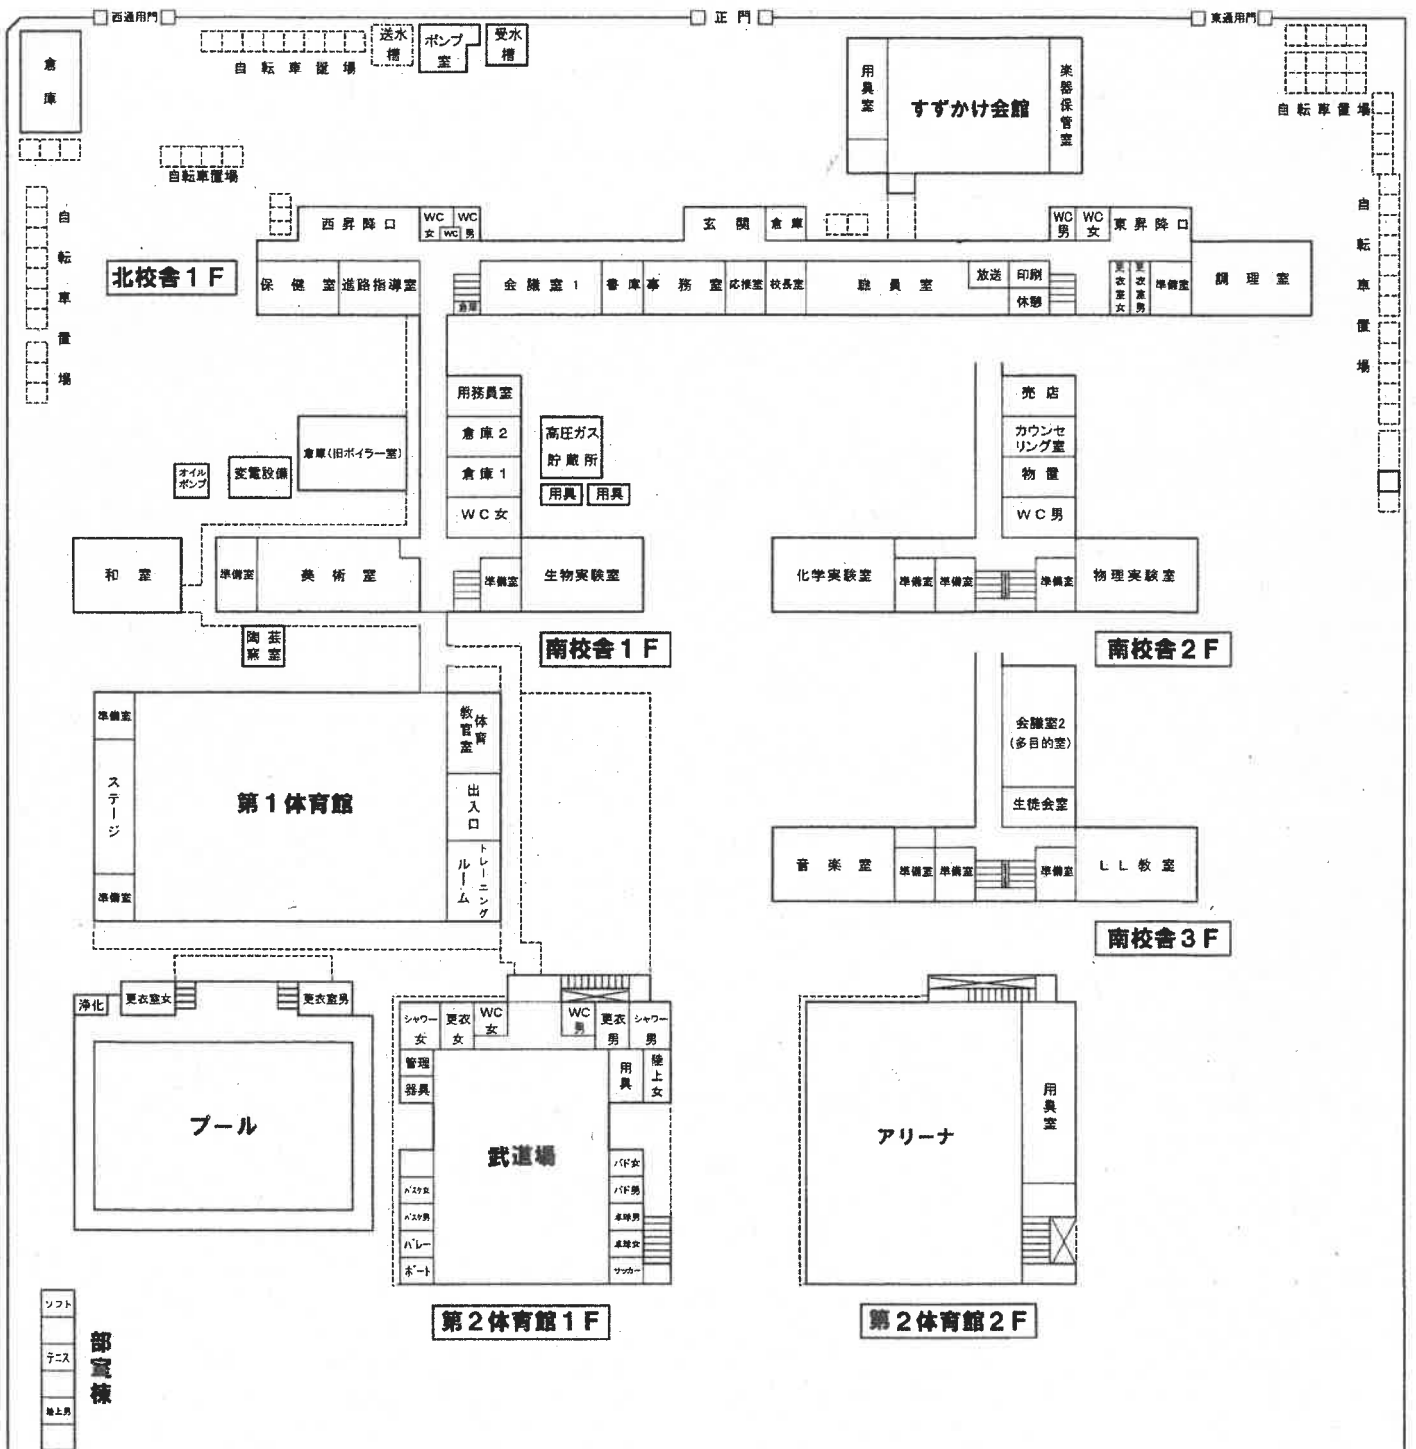 西通用門
正門
東通用門
倉庫
自転車置場
送水槽
ポンプ室
受水槽
用具室
すずかけ会館
楽器保管室
自転車置場
自転車置場
自転車置場
自転車置場
西昇降口
WC女
WC
WC男
玄関
倉庫
WC男
WC女
東昇降口
北校舎1F
保健室
進路指導室
倉庫
会議室1
書庫
事務室
応接室
校長室
職員室
放送
印刷
休憩
更衣室女
更衣室男
準備室
調理室
用務員室
倉庫2
倉庫1
WC女
高圧ガス貯蔵所
用具
用具
倉庫(旧ボイラー室)
オイルポンプ
変電設備
売店
カウンセリング室
物置
WC男
和室
準備室
美術室
準備室
生物実験室
化学実験室
準備室
準備室
準備室
物理実験室
陶芸窯室
南校舎1F
南校舎2F
準備室
ステージ
準備室
第1体育館
体育教官室
出入口
トレーニングルーム
会議室2
(多目的室)
生徒会室
音楽室
準備室
準備室
準備室
LL教室
南校舎3F
浄化
更衣室女
更衣室男
プール
シャワー女
更衣女
WC女
WC男
更衣男
シャワー男
管理
器具
用具
陸上女
武道場
バスケ女
バスケ男
バレー
ボート
バド女
バド男
卓球男
卓球女
サッカー
アリーナ
用具室
第2体育館1F
第2体育館2F
ソフト
テニス
陸上男
部室棟